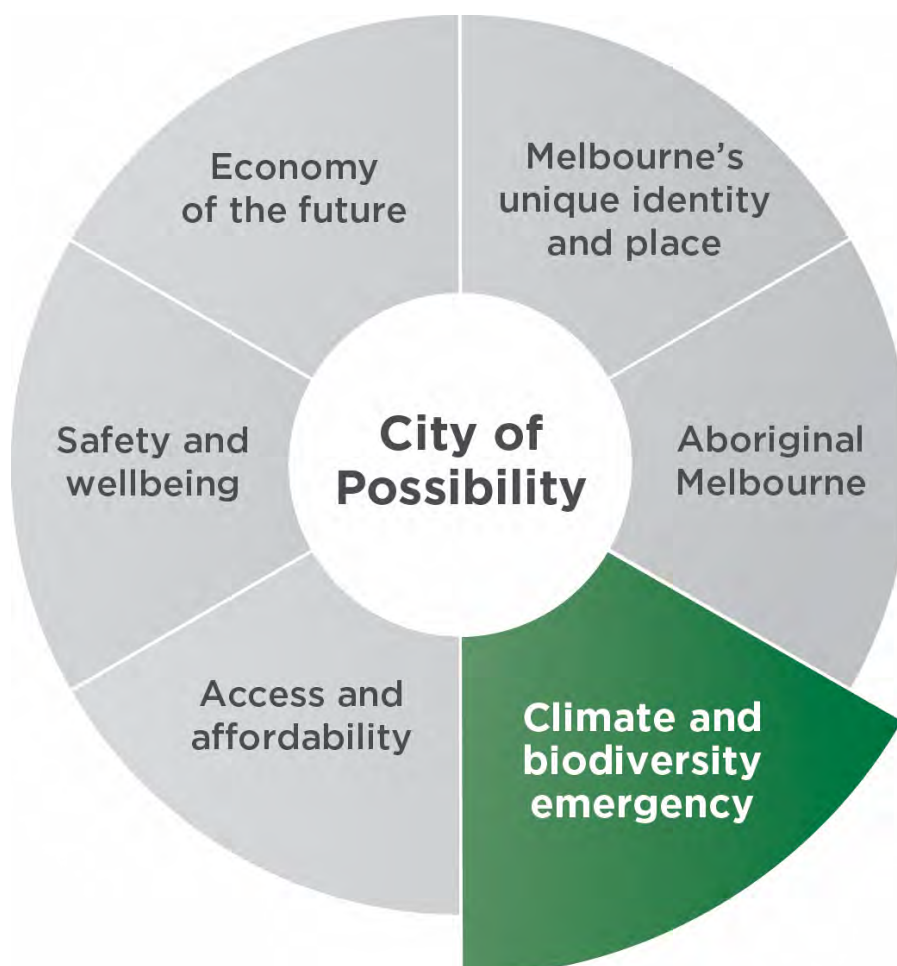 Economy
of the future
Melbourne's
unique identity
and place
Safety and
wellbeing
City of
Possibility
Aboriginal
Melbourne
Access and
affordability
Climate and
biodiversity
emergency